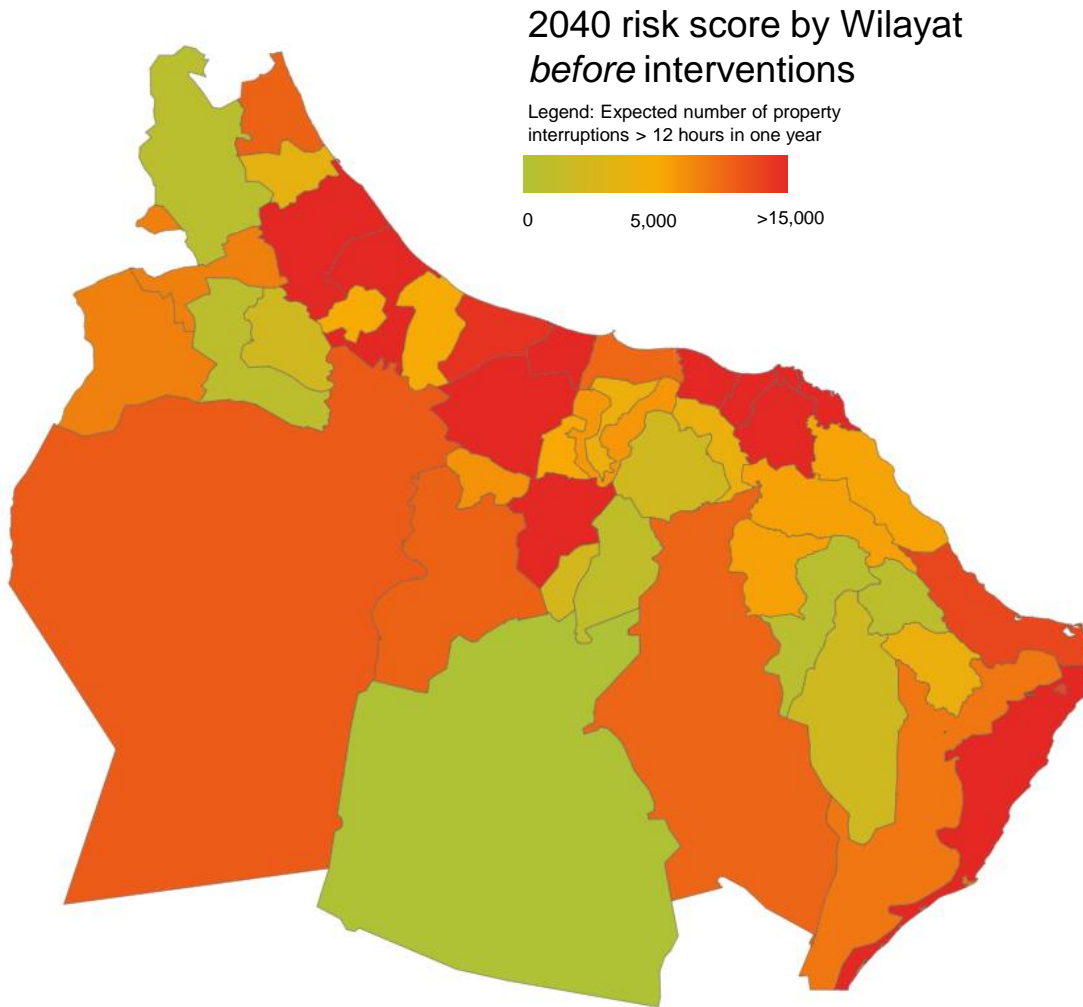 2040 risk score by Wilayat
before interventions
Legend: Expected number of property
interruptions > 12 hours in one year
0 5,000 >15,000